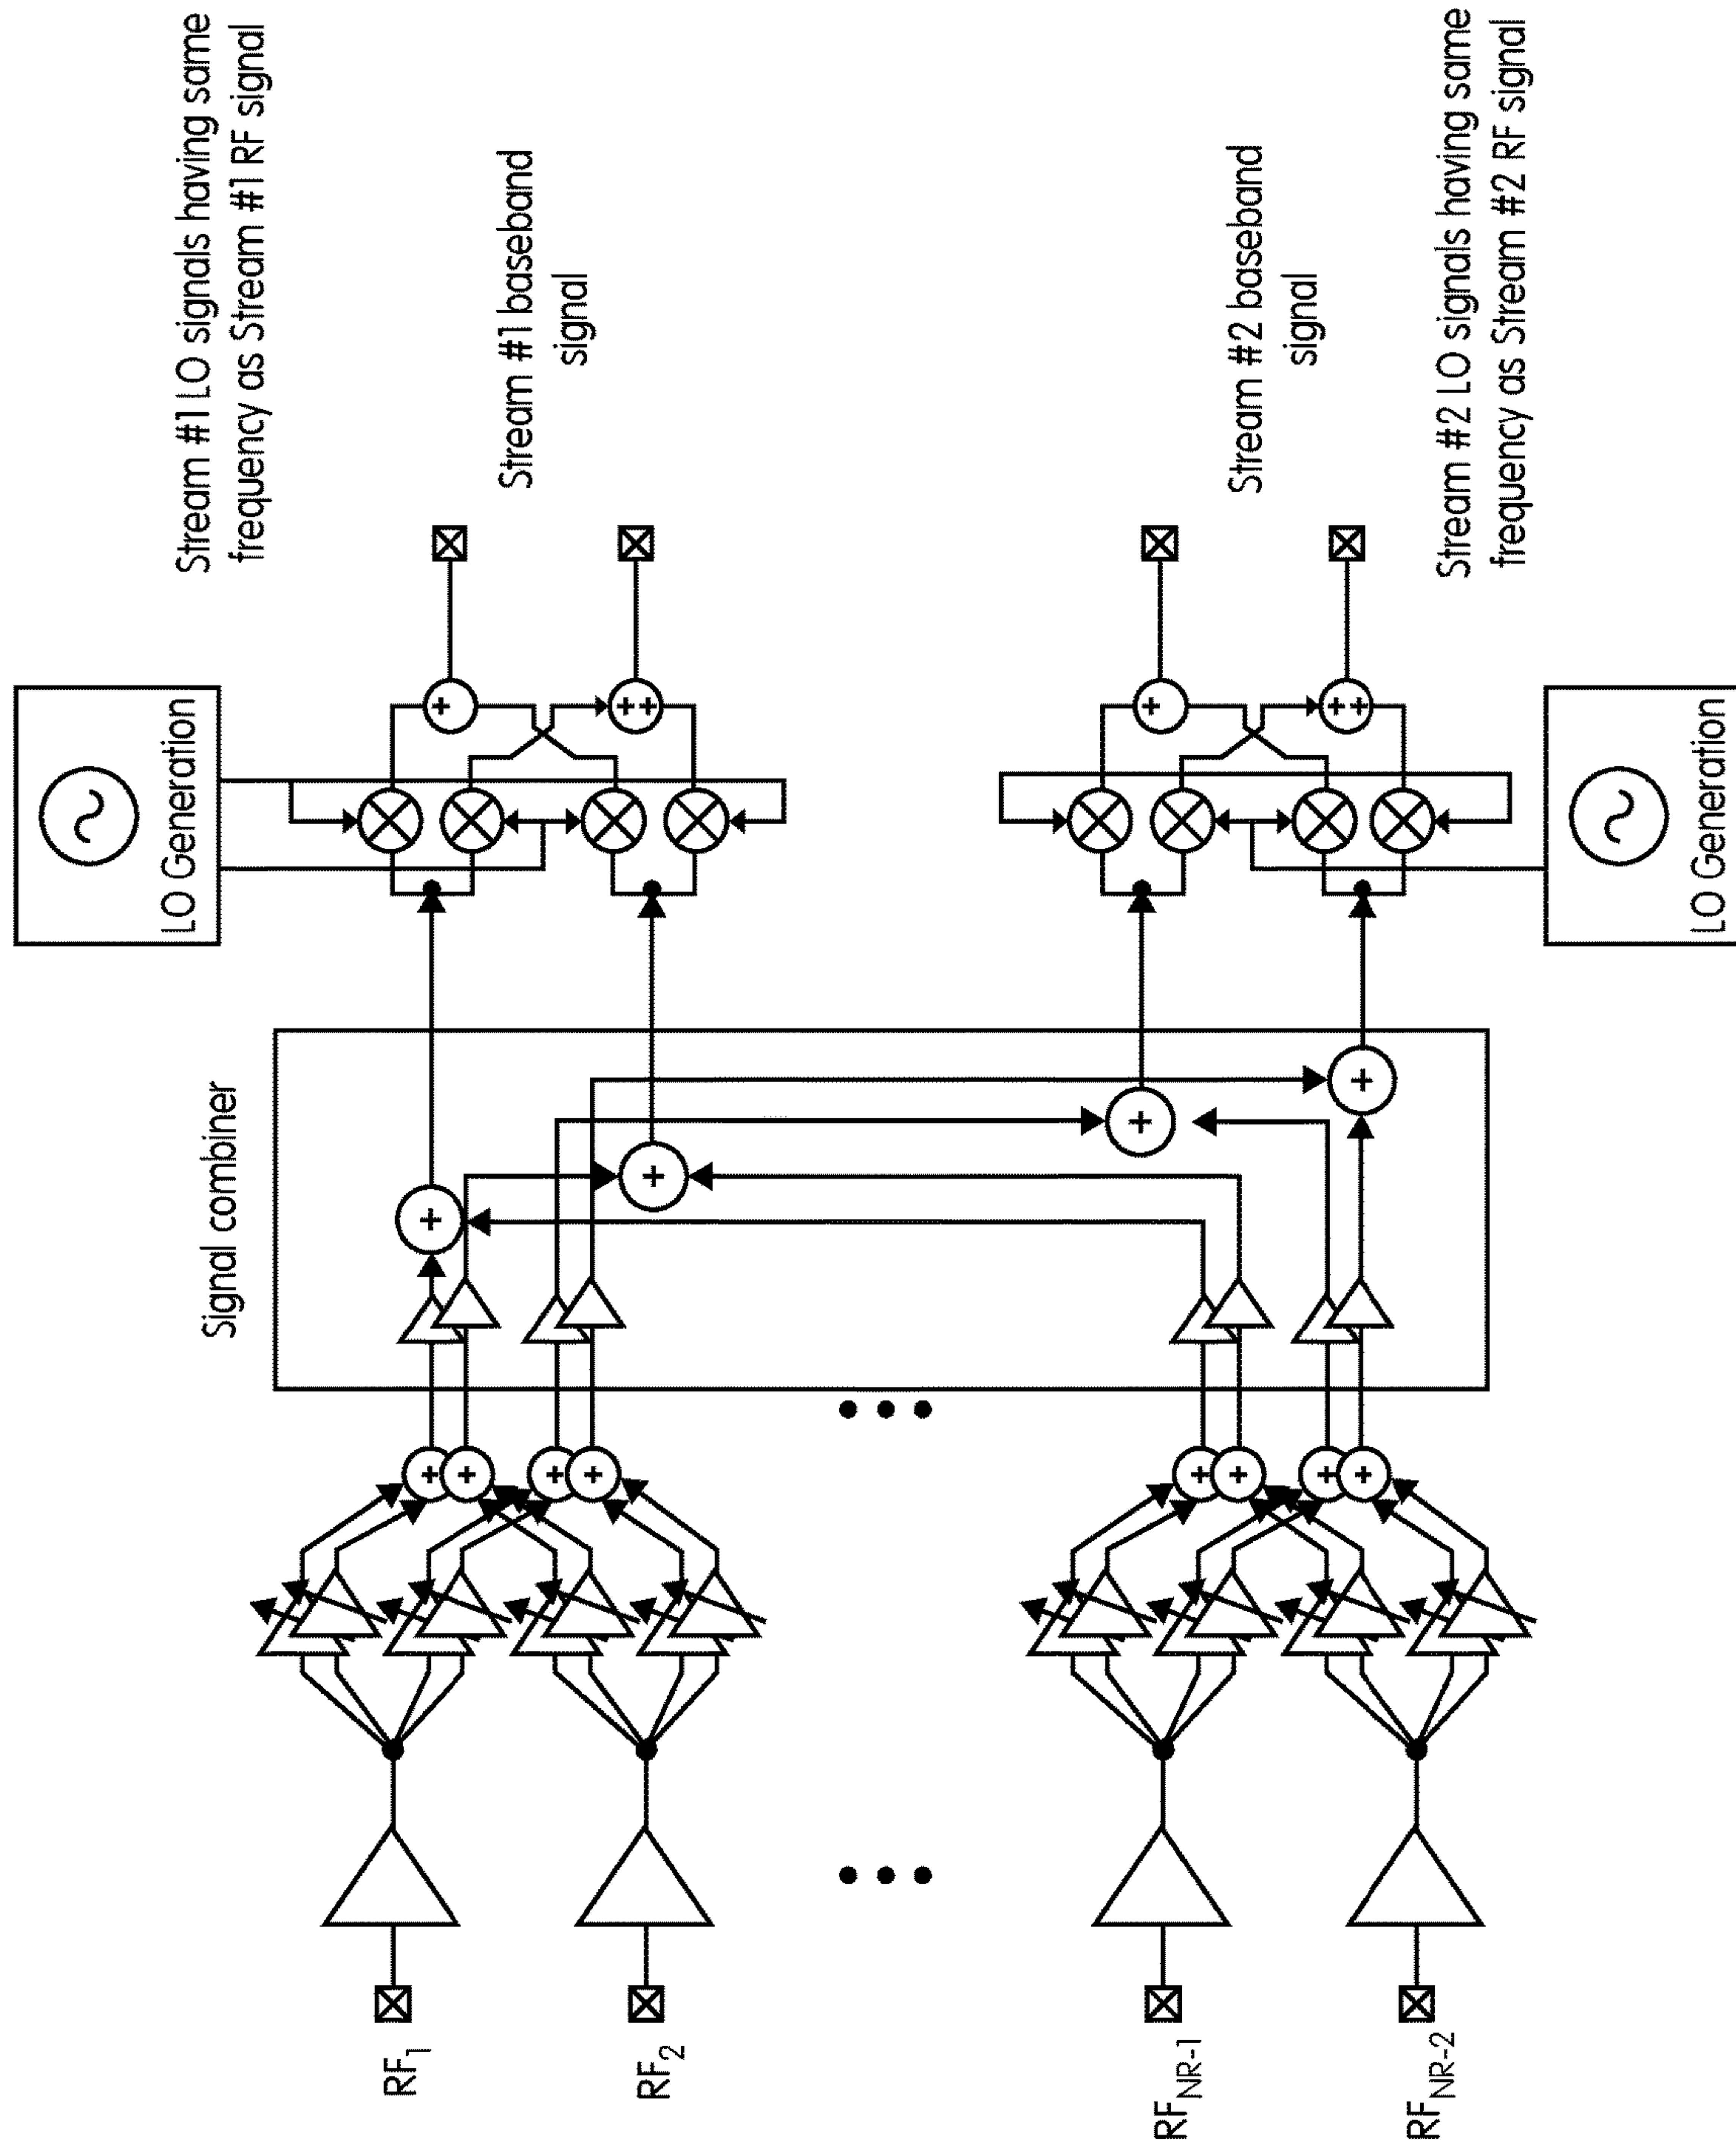 Stream #1 LO signals having same
frequency as Stream #1 RF signal
LO Generation
Stream #1 baseband
signal
Signal combiner
RF1
RF2
RFNR-1
RFNR-2
Stream #2 baseband
signal
Stream #2 LO signals having same
frequency as Stream #2 RF signal
LO Generation